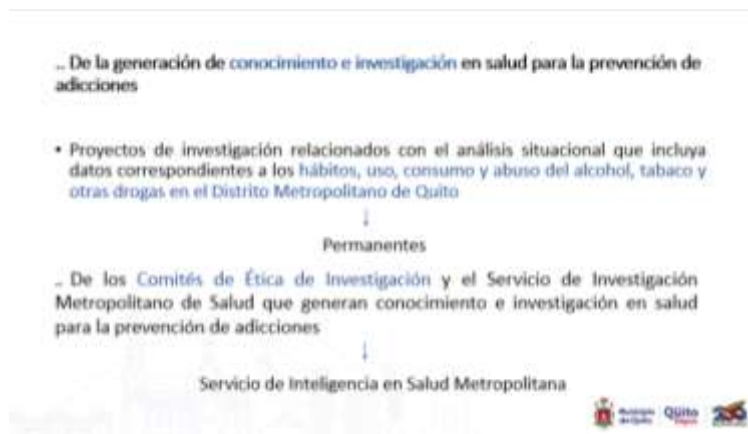 .. De la generación de conocimiento e investigación en salud para la prevención de
adicciones
• Proyectos de investigación relacionados con el análisis situacional que incluya
datos correspondientes a los hábitos, uso, consumo y abuso del alcohol, tabaco y
otras drogas en el Distrito Metropolitano de Quito
↓
Permanentes
.. De los Comités de Ética de Investigación y el Servicio de Investigación
Metropolitano de Salud que generan conocimiento e investigación en salud
para la prevención de adicciones
↓
Servicio de Inteligencia en Salud Metropolitana
Quito